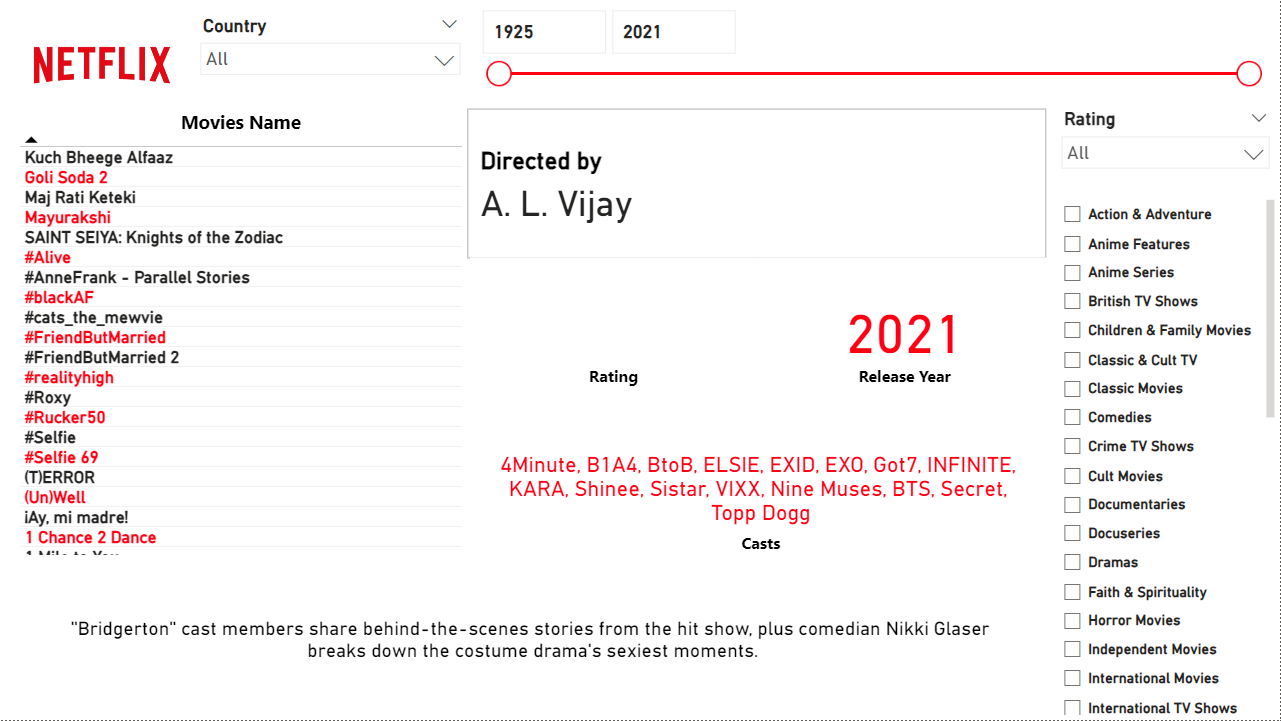 NETFLIX
Country
All
1925
2021
Movies Name
Kuch Bheege Alfaaz
Goli Soda 2
Maj Rati Keteki
Mayurakshi
SAINT SEIYA: Knights of the Zodiac
#Alive
#AnneFrank - Parallel Stories
#blackAF
#cats_the_mewvie
#FriendButMarried
#FriendButMarried 2
#realityhigh
#Roxy
#Rucker50
#Selfie
#Selfie 69
(T)ERROR
(Un)Well
¡Ay, mi madre!
1 Chance 2 Dance
1 Mile to You
Directed by
A. L. Vijay
Rating
2021
Release Year
4Minute, B1A4, BtoB, ELSIE, EXID, EXO, Got7, INFINITE,
KARA, Shinee, Sistar, VIXX, Nine Muses, BTS, Secret,
Topp Dogg
Casts
"Bridgerton" cast members share behind-the-scenes stories from the hit show, plus comedian Nikki Glaser
breaks down the costume drama's sexiest moments.
Rating
All
Action & Adventure
Anime Features
Anime Series
British TV Shows
Children & Family Movies
Classic & Cult TV
Classic Movies
Comedies
Crime TV Shows
Cult Movies
Documentaries
Docuseries
Dramas
Faith & Spirituality
Horror Movies
Independent Movies
International Movies
International TV Shows